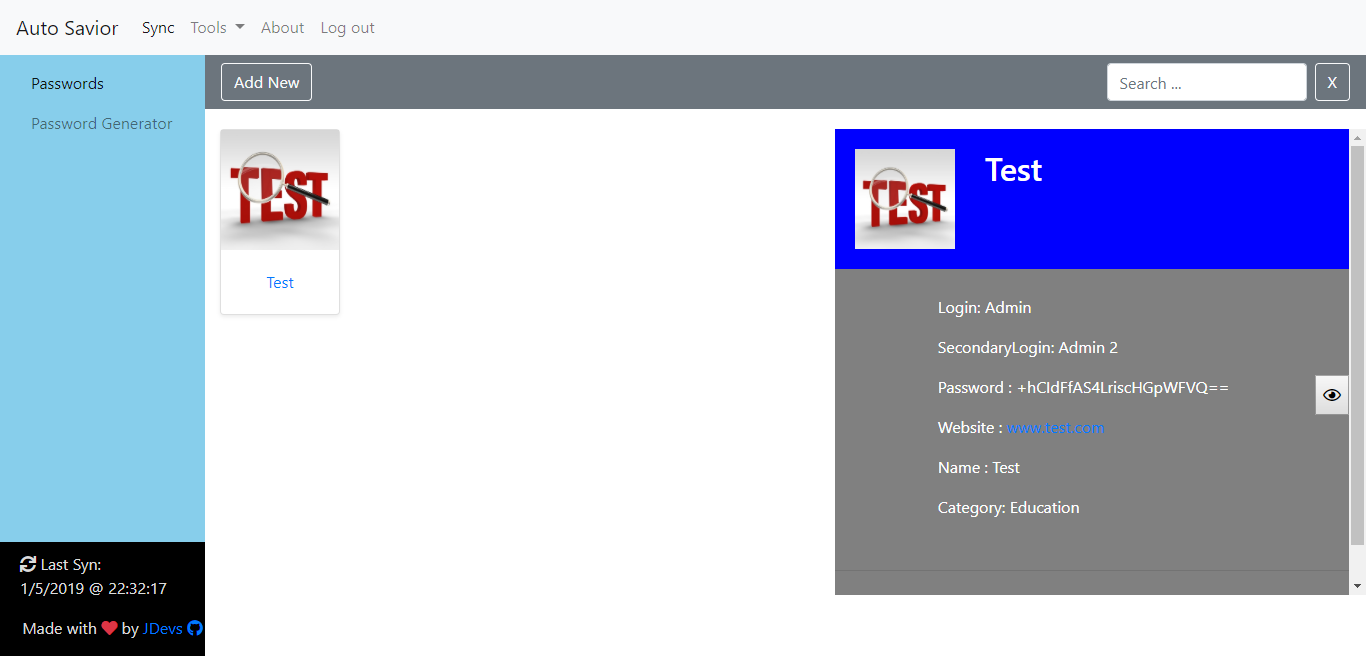 Auto Savior Sync Tools About Log out
Passwords
Password Generator
Add New Search ... X
TEST
Test
TEST
Test
Login: Admin
SecondaryLogin: Admin 2
Password : +hCIdFfAS4LriscHGpWFVQ==
Website : www.test.com
Name : Test
Category: Education
Last Syn:
1/5/2019 @ 22:32:17
Made with ❤ by JDevs